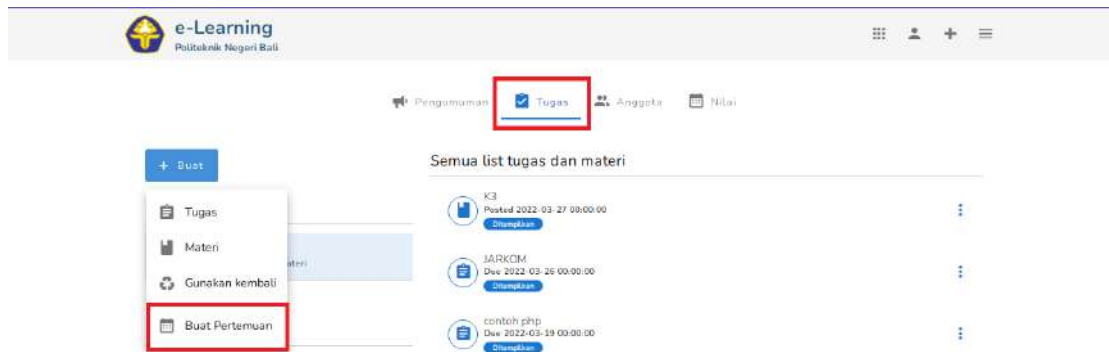 e-Learning
Politeknik Negeri Bali
Pengumuman
Tugas
Anggota
Nilai
+ Buat
Tugas
Materi
ateri
Gunakan kembali
Buat Pertemuan
Semua list tugas dan materi
K3
Posted 2022-03-27 00:00:00
Ditampilkan
JARKOM
Due 2022-03-26 00:00:00
Ditampilkan
contoh php
Due 2022-03-19 00:00:00
Ditampilkan